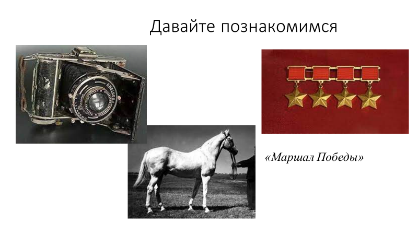 Давайте познакомимся
«Маршал Победы»